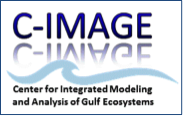 C-IMAGE
Center for Integrated Modeling
and Analysis of Gulf Ecosystems